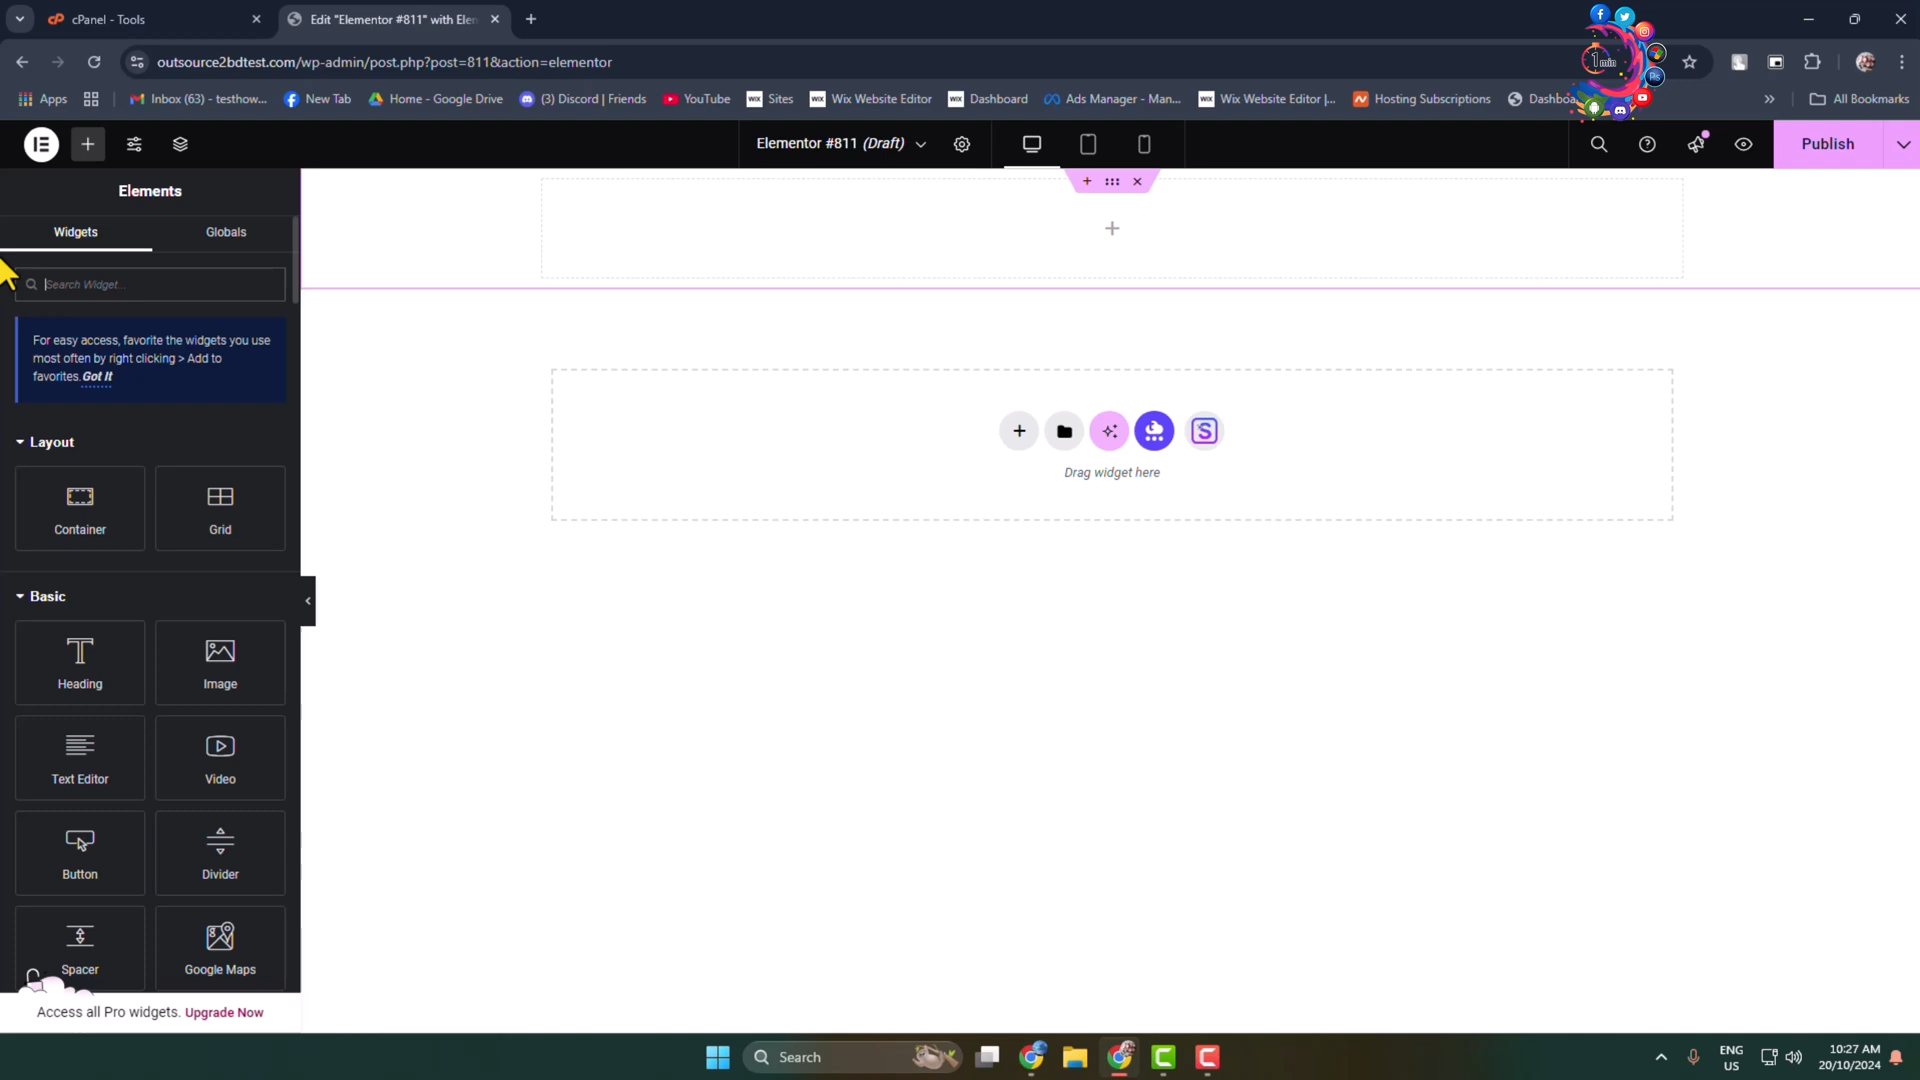 cPanel - Tools
Edit "Elementor #811" with Elen
outsource2bdtest.com/wp-admin/post.php?post=811&action=elementor
1 min
Apps
Inbox (63) - testhow...
New Tab
Home - Google Drive
(3) Discord | Friends
YouTube
Sites
Wix Website Editor
Dashboard
Ads Manager - Man...
Wix Website Editor |...
Hosting Subscriptions
Dashboa
All Bookmarks
Elementor #811 (Draft)
Publish
Elements
Widgets
Globals
Search Widget...
For easy access, favorite the widgets you use
most often by right clicking > Add to
favorites. Got It
Layout
Container
Grid
Drag widget here
Basic
Heading
Image
Text Editor
Video
Button
Divider
Spacer
Google Maps
Access all Pro widgets. Upgrade Now
Search
ENG
US
10:27 AM
20/10/2024